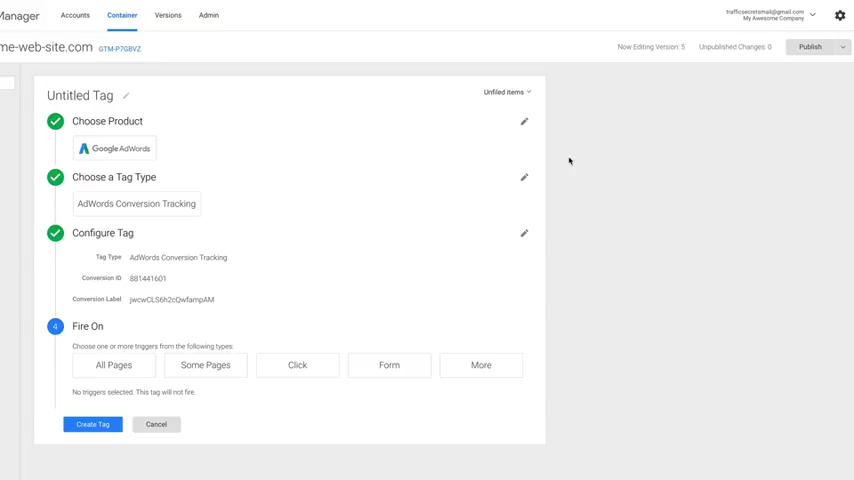 Manager Accounts Container Versions Admin trafficsecretsmail@gmail.com
My Awesome Company
me-web-site.com GTM-P7GBVZ Now Editing Version: 5 Unpublished Changes: 0 Publish
Untitled Tag Unfiled items
Choose Product
Google AdWords
Choose a Tag Type
AdWords Conversion Tracking
Configure Tag
Tag Type AdWords Conversion Tracking
Conversion ID 881441601
Conversion Label jwcwCLS6h2cQwfampAM
4 Fire On
Choose one or more triggers from the following types:
All Pages Some Pages Click Form More
No triggers selected. This tag will not fire.
Create Tag Cancel